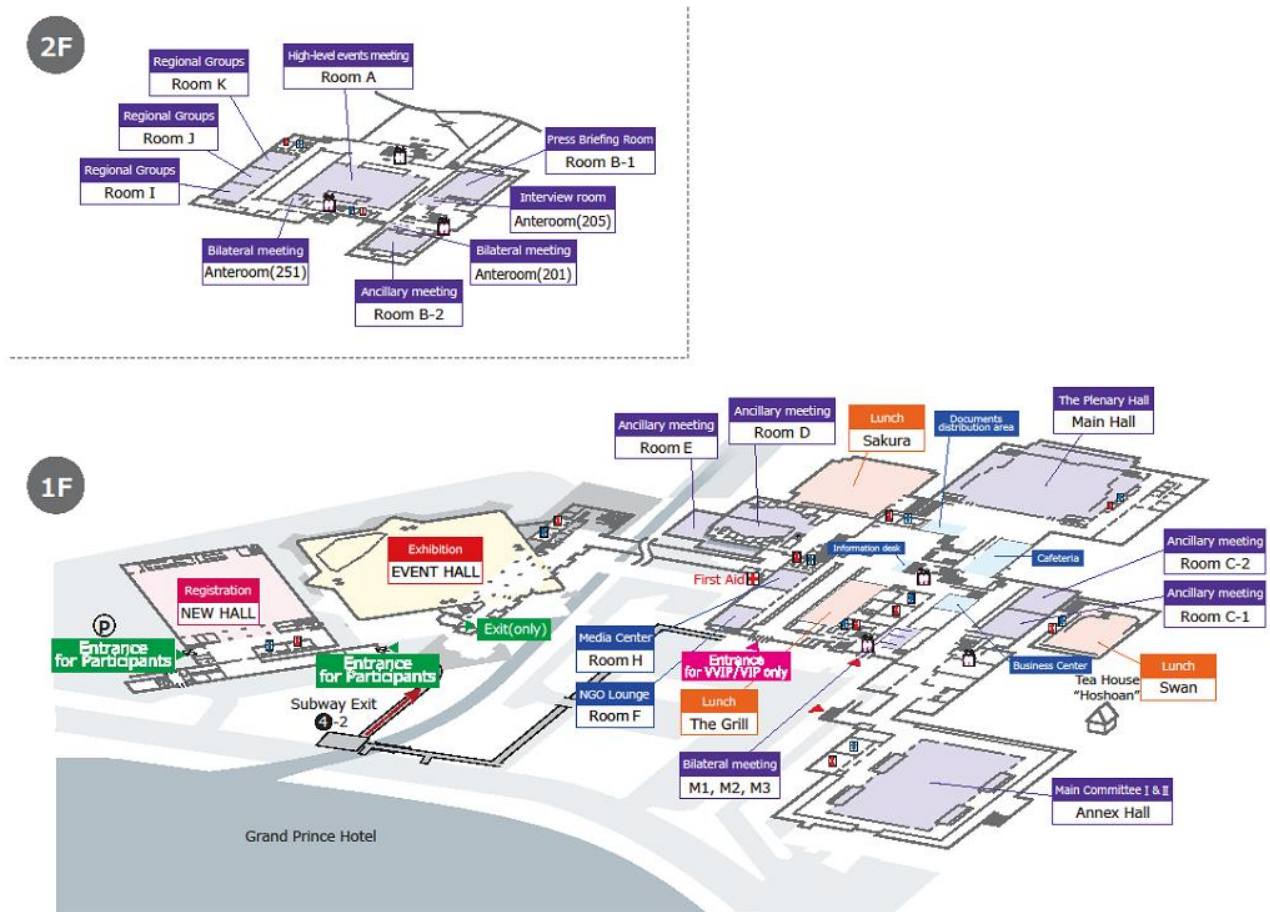 2F
Regional Groups
Room K
High-level events meeting
Room A
Regional Groups
Room J
Press Briefing Room
Room B-1
Regional Groups
Room I
Interview room
Anteroom(205)
Bilateral meeting
Anteroom(251)
Bilateral meeting
Anteroom(201)
Ancillary meeting
Room B-2
1F
Ancillary meeting
Room E
Ancillary meeting
Room D
Lunch
Sakura
Documents
distribution area
The Plenary Hall
Main Hall
Exhibition
EVENT HALL
Registration
NEW HALL
Information desk
Cafeteria
Ancillary meeting
Room C-2
Ancillary meeting
Room C-1
First Aid
P
Entrance
for Participants
Exit(only)
Entrance
for Participants
Media Center
Room H
Entrance
for VVIP/VIP only
Business Center
Lunch
Swan
NGO Lounge
Room F
Lunch
The Grill
Tea House
"Hoshoan"
Subway Exit
4-2
Bilateral meeting
M1, M2, M3
Main Committee I & II
Annex Hall
Grand Prince Hotel